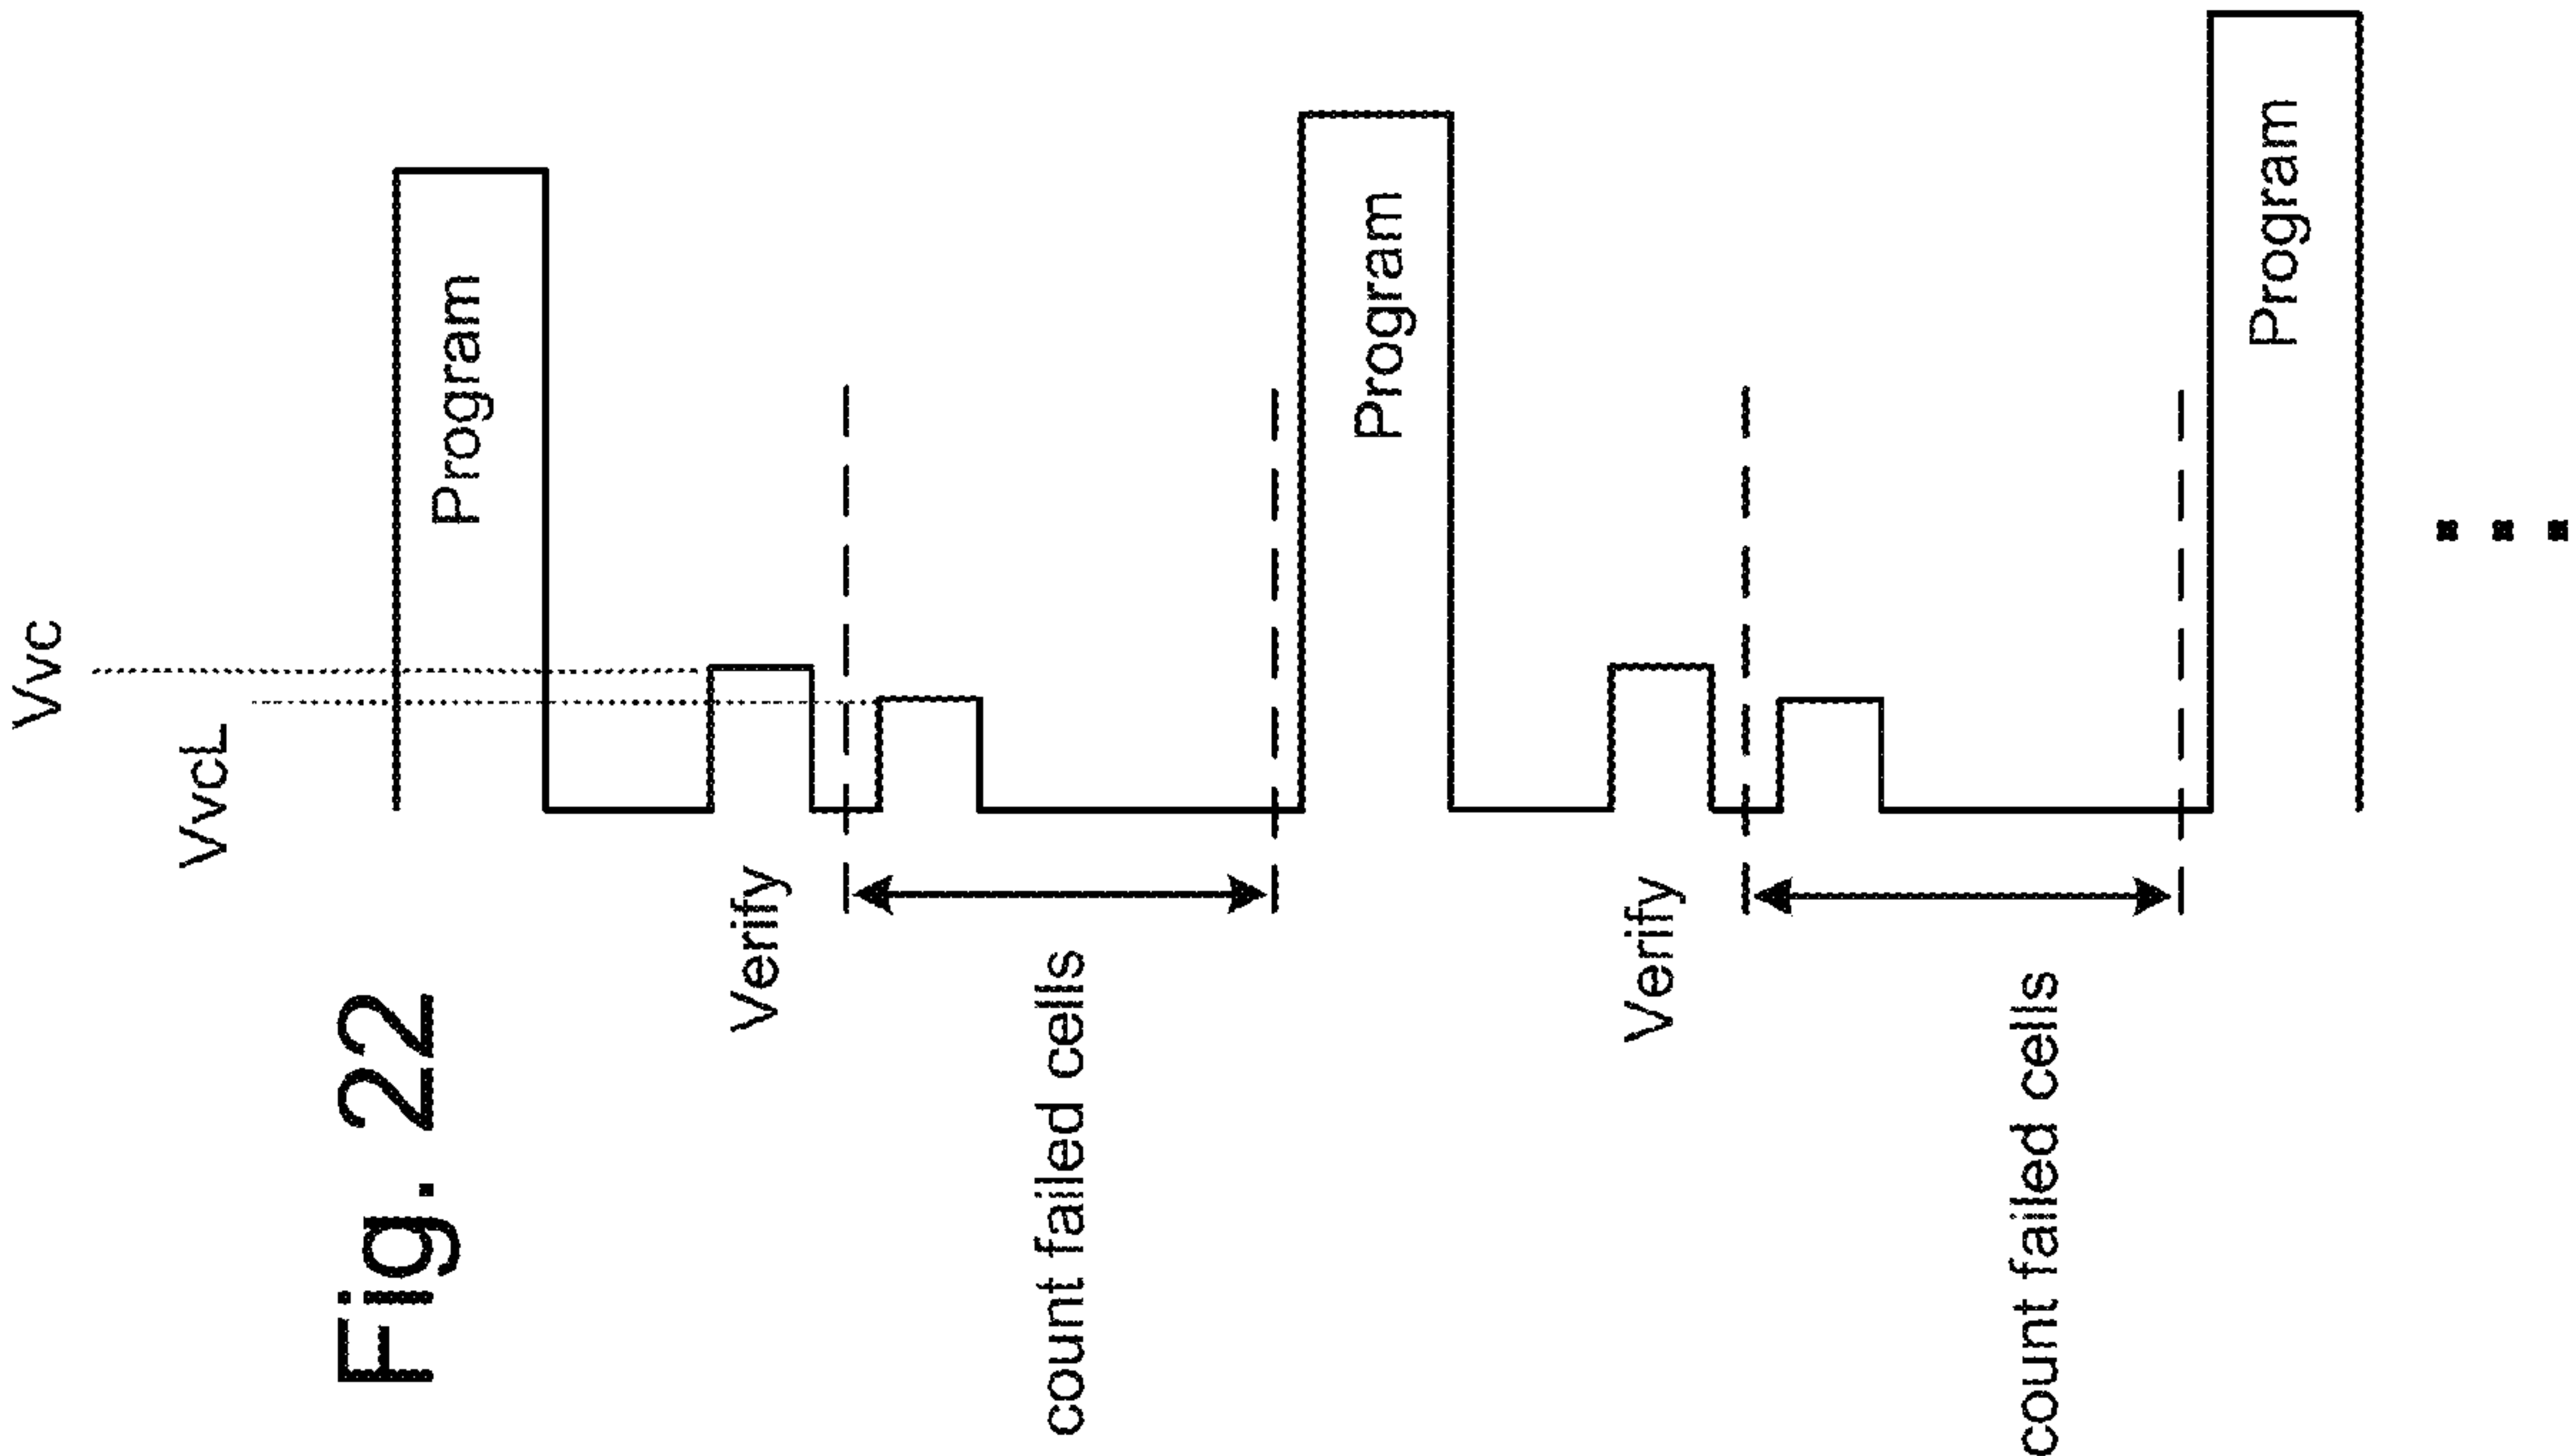 Fig. 22
Vvc
VvcL
Program
Verify
count failed cells
Program
Verify
count failed cells
Program